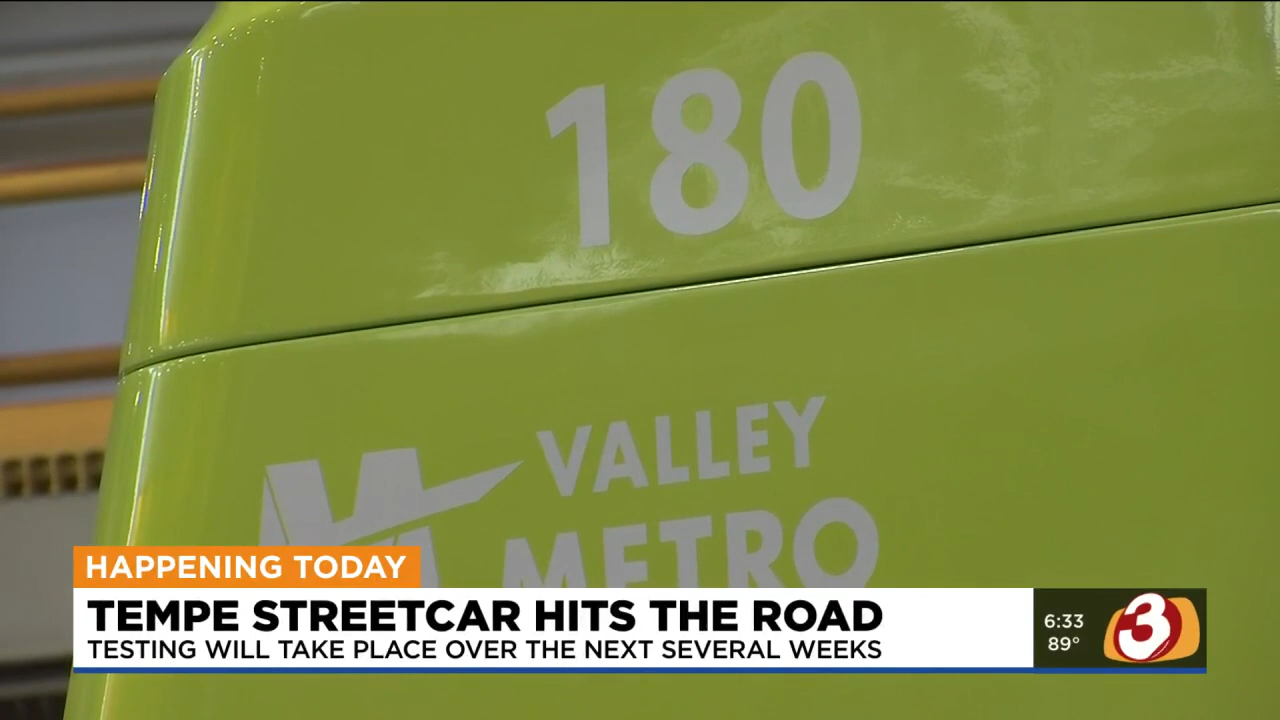 180
VALLEY
METRO
HAPPENING TODAY
TEMPE STREETCAR HITS THE ROAD
TESTING WILL TAKE PLACE OVER THE NEXT SEVERAL WEEKS
6:33
89°
3